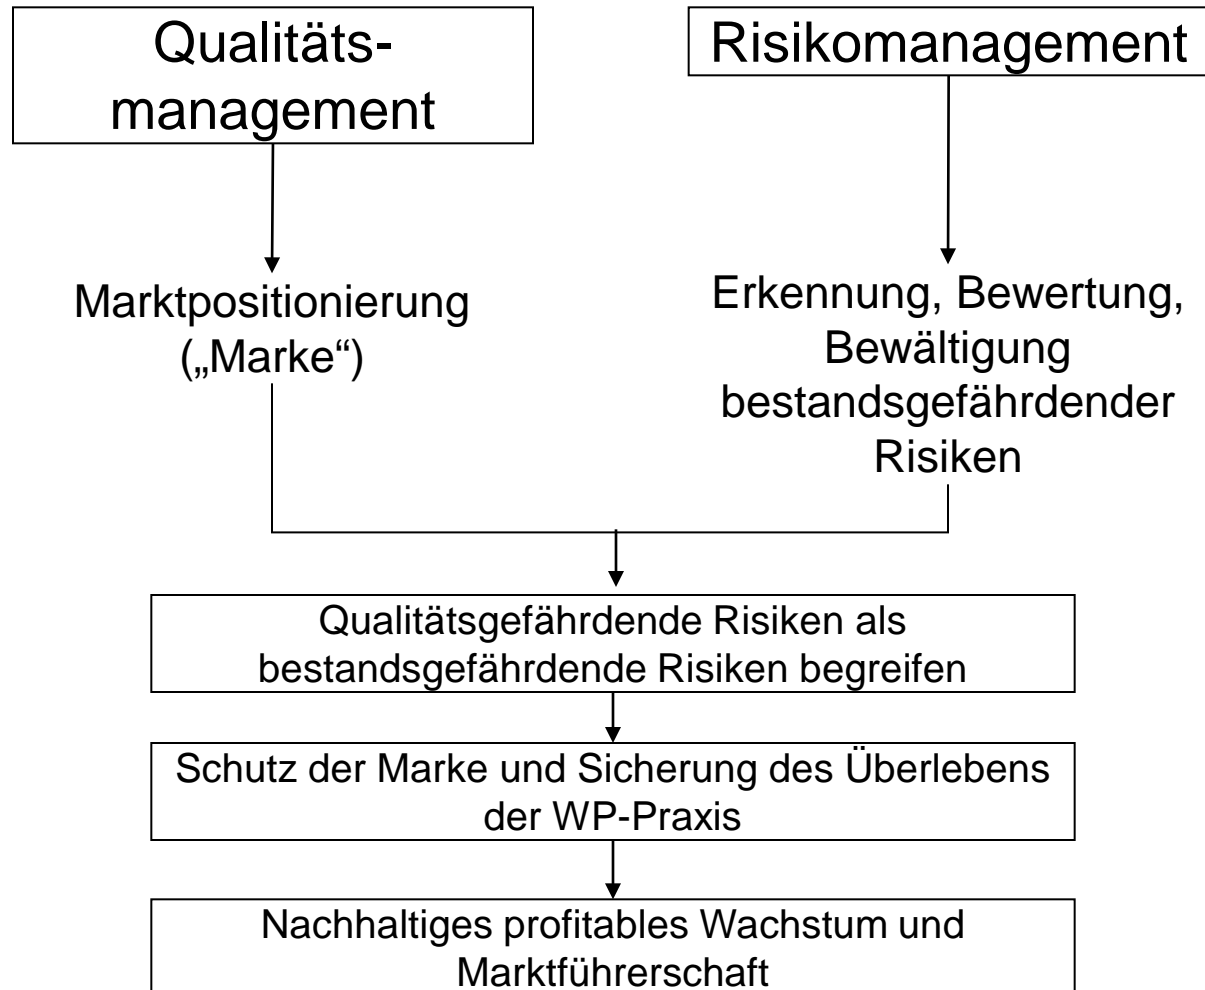 Qualitäts-
management
Risikomanagement
Marktpositionierung
(„Marke“)
Erkennung, Bewertung,
Bewältigung
bestandsgefährdender
Risiken
Qualitätsgefährdende Risiken als
bestandsgefährdende Risiken begreifen
Schutz der Marke und Sicherung des Überlebens
der WP-Praxis
Nachhaltiges profitables Wachstum und
Marktführerschaft